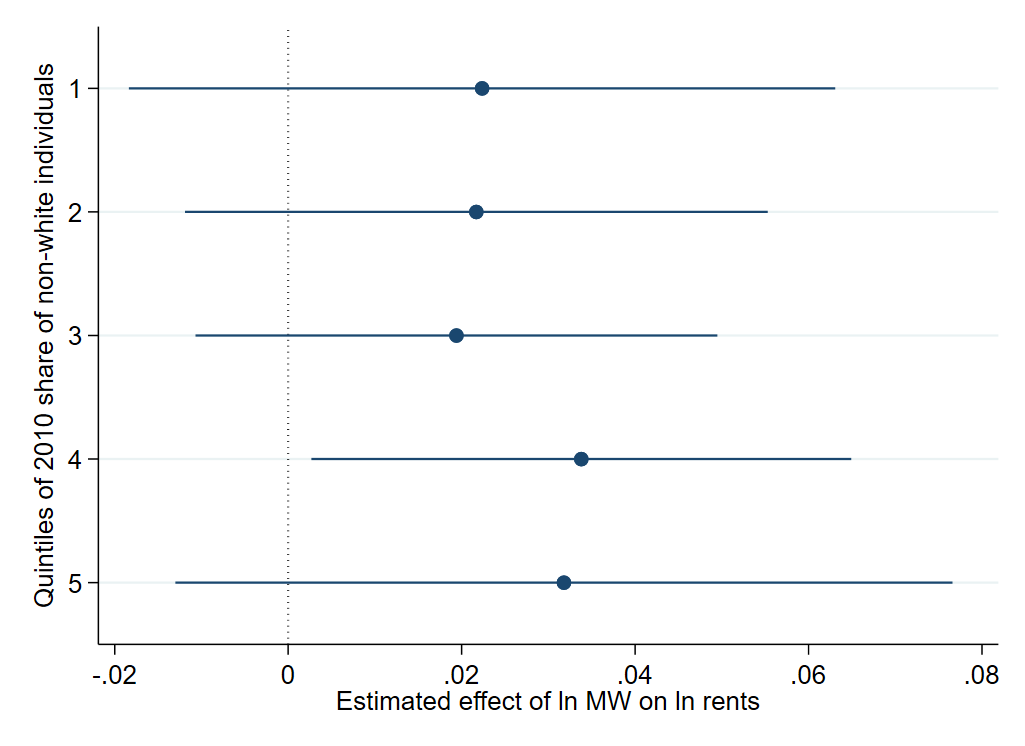 Quintiles of 2010 share of non-white individuals
1
2
3
4
5
-.02 0 .02 .04 .06 .08
Estimated effect of ln MW on ln rents